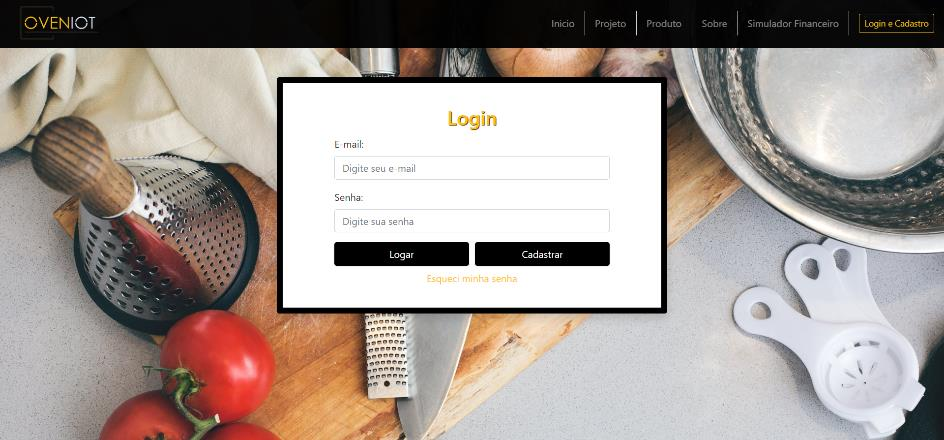 OVENIOT
Inicio
Projeto
Produto
Sobre
Simulador Financeiro
Login e Cadastro
Login
E-mail:
Digite seu e-mail
Senha:
Digite sua senha
Logar
Cadastrar
Esqueci minha senha